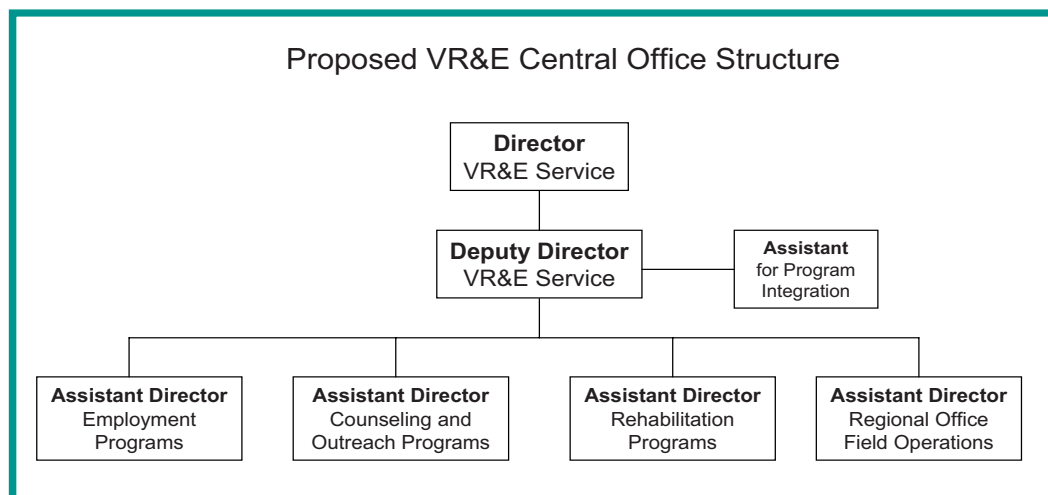 Proposed VR&E Central Office Structure
Director
VR&E Service
Deputy Director
VR&E Service
Assistant
for Program
Integration
Assistant Director
Employment
Programs
Assistant Director
Counseling and
Outreach Programs
Assistant Director
Rehabilitation
Programs
Assistant Director
Regional Office
Field Operations